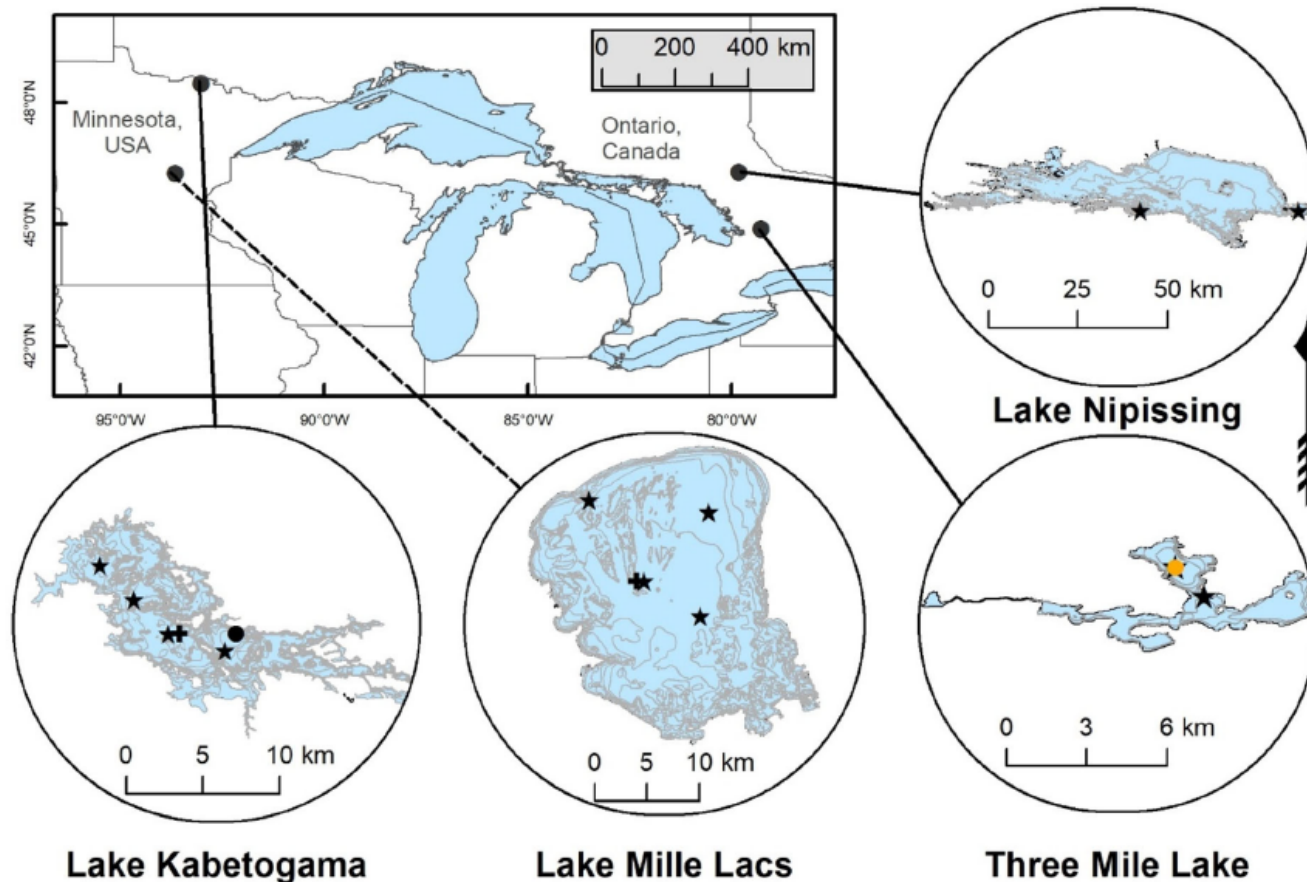 0 200 400 km
48°0'N
45°0'N
42°0'N
Minnesota,
USA
Ontario,
Canada
95°0'W 90°0'W 85°0'W 80°0'W
0 25 50 km
Lake Nipissing
0 5 10 km
0 5 10 km
0 3 6 km
Lake Kabetogama Lake Mille Lacs Three Mile Lake